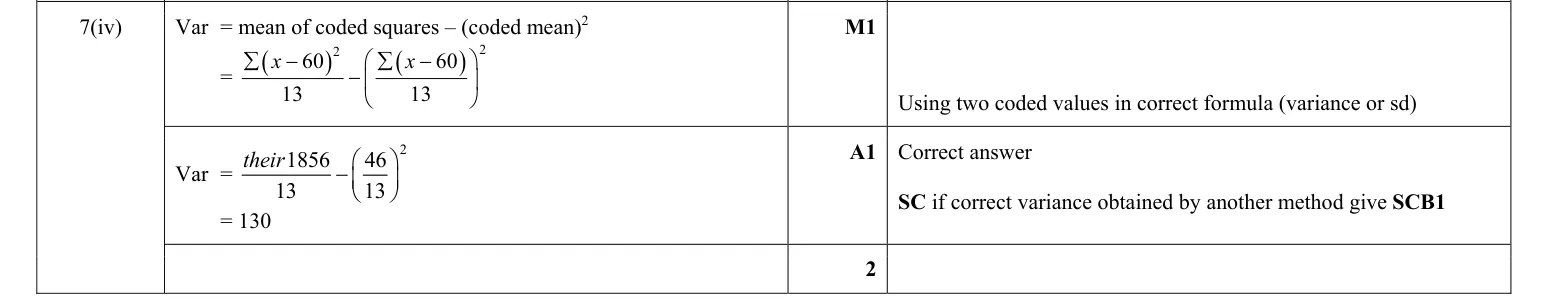 7(iv)
Var = mean of coded squares – (coded mean)²
M1
= Σ(x – 60)²/13 – (Σ(x – 60)/13)²
Using two coded values in correct formula (variance or sd)
Var = their1856/13 – (46/13)²
A1
Correct answer
SC if correct variance obtained by another method give SCB1
= 130
2